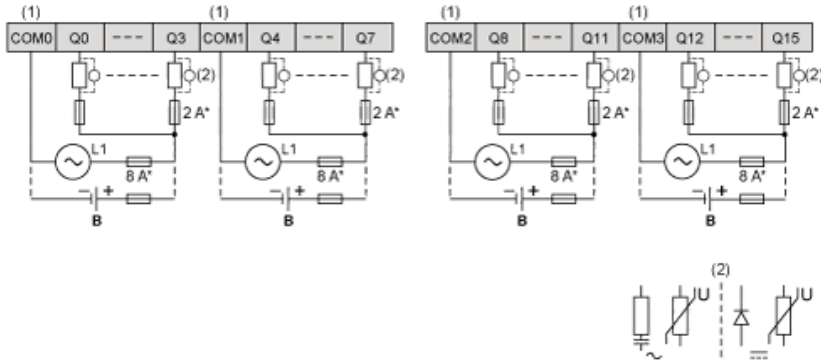 (1) (1) (1) (1)
COM0 Q0 --- Q3 COM1 Q4 --- Q7 COM2 Q8 --- Q11 COM3 Q12 --- Q15
(2) (2) (2) (2)
2 A* 2 A* 2 A* 2 A*
L1 L1 L1 L1
8 A* 8 A* 8 A* 8 A*
− + − + − + − +
B B B B
(2)
U U